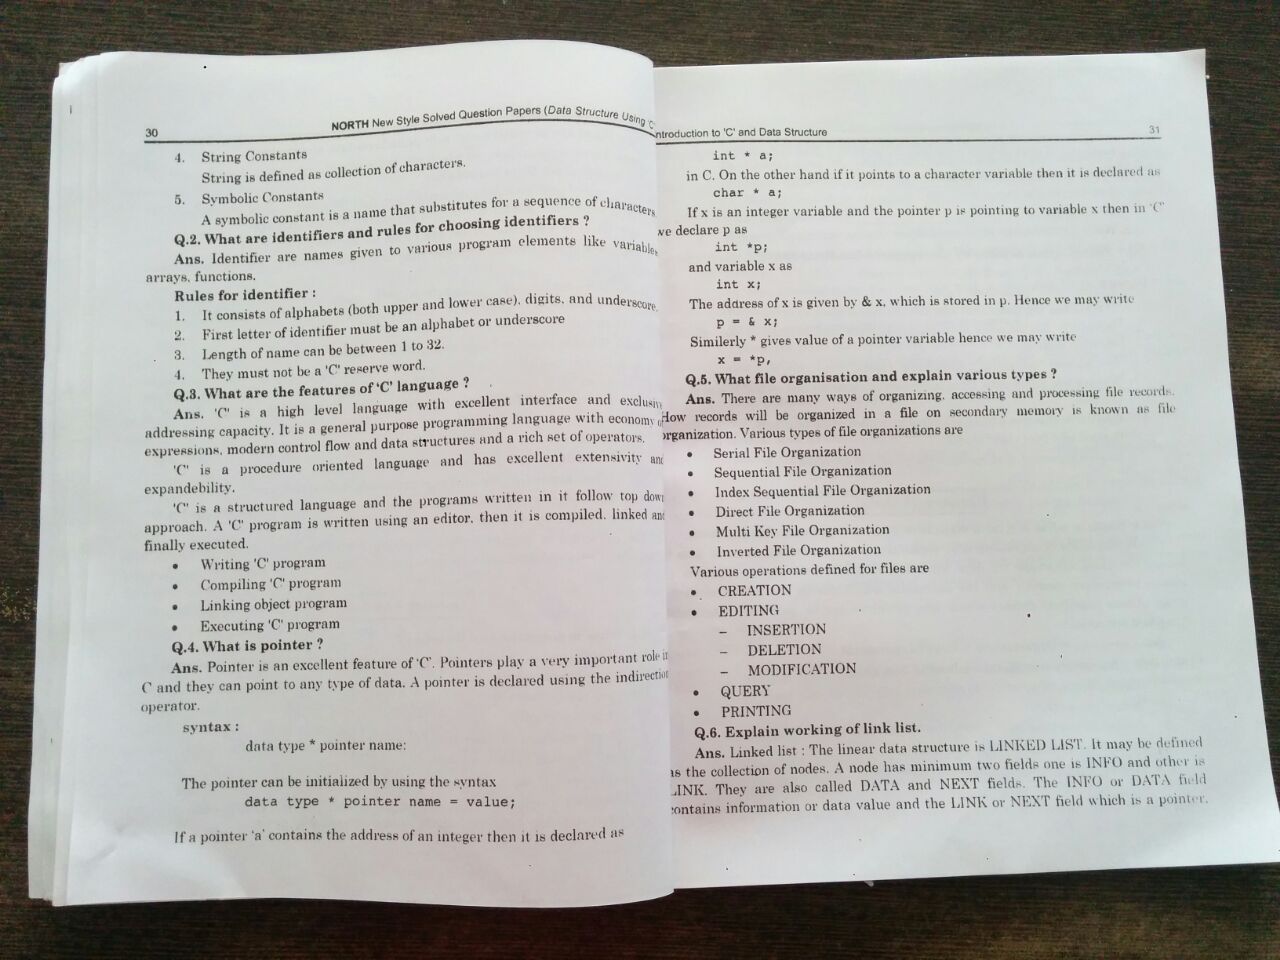 30
NORTH New Style Solved Question Papers (Data Structure Using 'C'
4. String Constants
String is defined as collection of characters.
5. Symbolic Constants
A symbolic constant is a name that substitutes for a sequence of characters
Q.2. What are identifiers and rules for choosing identifiers ?
Ans. Identifier are names given to various program elements like variables
arrays, functions.
Rules for identifier :
1. It consists of alphabets (both upper and lower case), digits, and underscore.
2. First letter of identifier must be an alphabet or underscore
3. Length of name can be between 1 to 32.
4. They must not be a 'C' reserve word.
Q.3. What are the features of 'C' language ?
Ans. 'C' is a high level language with excellent interface and exclusive
addressing capacity. It is a general purpose programming language with economy of
expressions, modern control flow and data structures and a rich set of operators.
'C' is a procedure oriented language and has excellent extensivity and
expandebility.
'C' is a structured language and the programs written in it follow top down
approach. A 'C' program is written using an editor, then it is compiled, linked and
finally executed.
• Writing 'C' program
• Compiling 'C' program
• Linking object program
• Executing 'C' program
Q.4. What is pointer ?
Ans. Pointer is an excellent feature of 'C'. Pointers play a very important role in
C and they can point to any type of data. A pointer is declared using the indirection
operator.
syntax :
data type * pointer name:
The pointer can be initialized by using the syntax
data type * pointer name = value;
If a pointer 'a' contains the address of an integer then it is declared as
ntroduction to 'C' and Data Structure
31
int * a;
in C. On the other hand if it points to a character variable then it is declared as
char * a;
If x is an integer variable and the pointer p is pointing to variable x then in 'C'
we declare p as
int *p;
and variable x as
int x;
The address of x is given by & x, which is stored in p. Hence we may write
p = & x;
Similerly * gives value of a pointer variable hence we may write
x = *p,
Q.5. What file organisation and explain various types ?
Ans. There are many ways of organizing, accessing and processing file records.
How records will be organized in a file on secondary memory is known as file
organization. Various types of file organizations are
• Serial File Organization
• Sequential File Organization
• Index Sequential File Organization
• Direct File Organization
• Multi Key File Organization
• Inverted File Organization
Various operations defined for files are
• CREATION
• EDITING
– INSERTION
– DELETION
– MODIFICATION
• QUERY
• PRINTING
Q.6. Explain working of link list.
Ans. Linked list : The linear data structure is LINKED LIST. It may be defined
as the collection of nodes. A node has minimum two fields one is INFO and other is
LINK. They are also called DATA and NEXT fields. The INFO or DATA field
contains information or data value and the LINK or NEXT field which is a pointer,